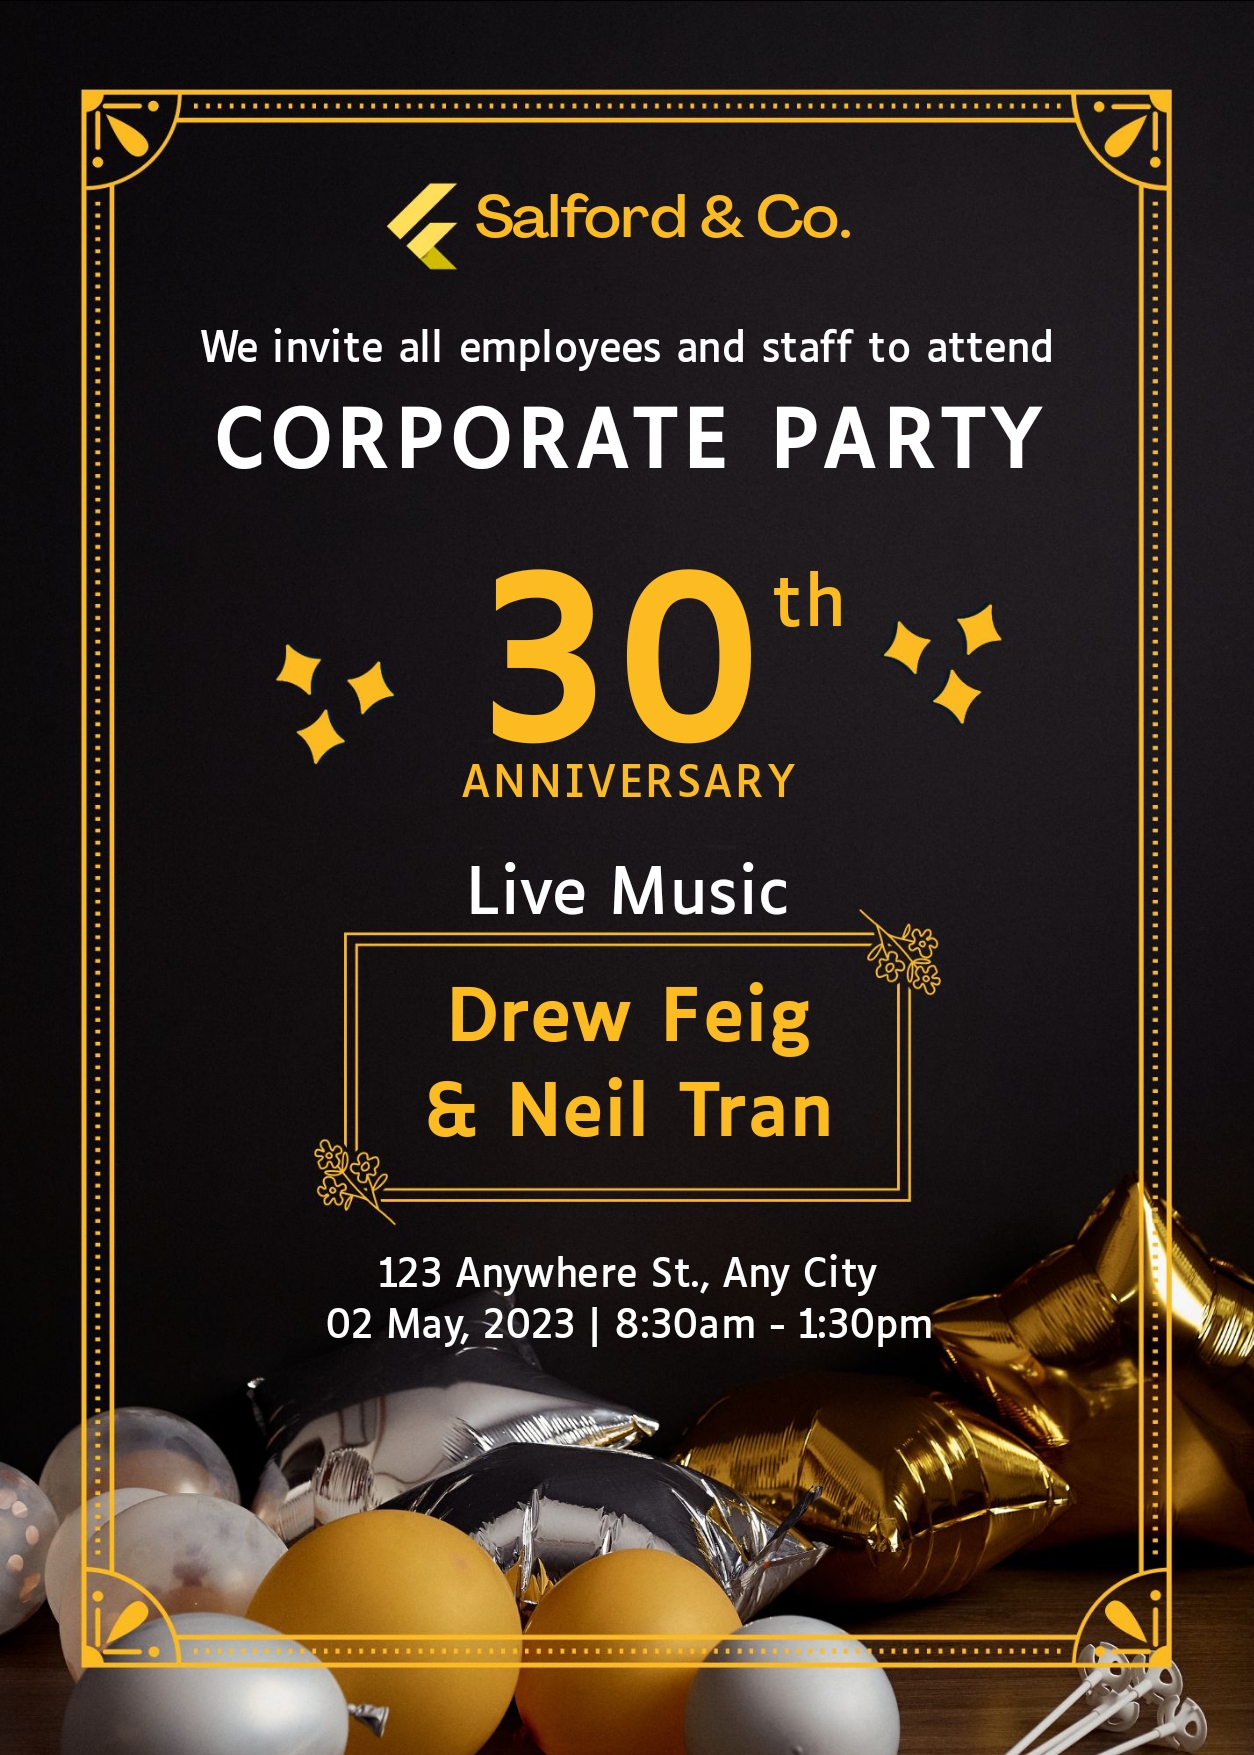 Salford & Co.
We invite all employees and staff to attend
CORPORATE PARTY
30th
ANNIVERSARY
Live Music
Drew Feig
& Neil Tran
123 Anywhere St., Any City
02 May, 2023 | 8:30am - 1:30pm